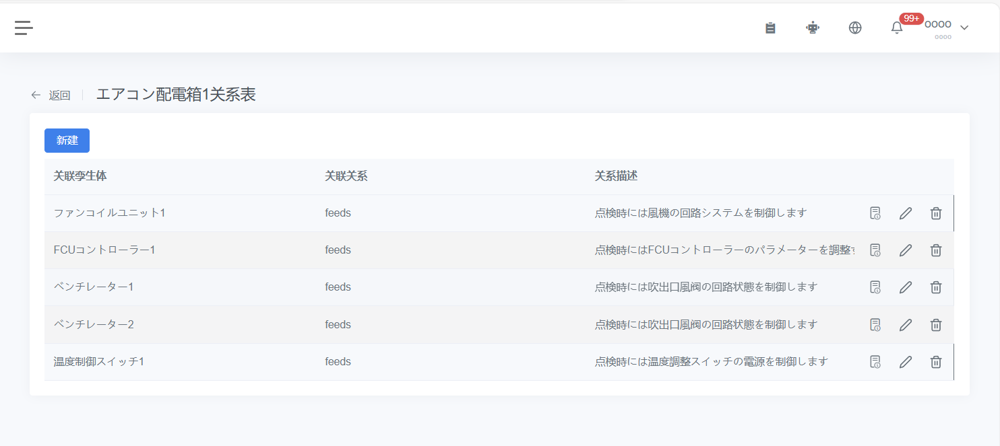 99+
oooo
oooo
返回
エアコン配電箱1关系表
新建
关联孪生体 关联关系 关系描述
ファンコイルユニット1 feeds 点検時には風機の回路システムを制御します
FCUコントローラー1 feeds 点検時にはFCUコントローラーのパラメーターを調整す
ベンチレーター1 feeds 点検時には吹出口風阀の回路状態を制御します
ベンチレーター2 feeds 点検時には吹出口風阀の回路状態を制御します
温度制御スイッチ1 feeds 点検時には温度調整スイッチの電源を制御します